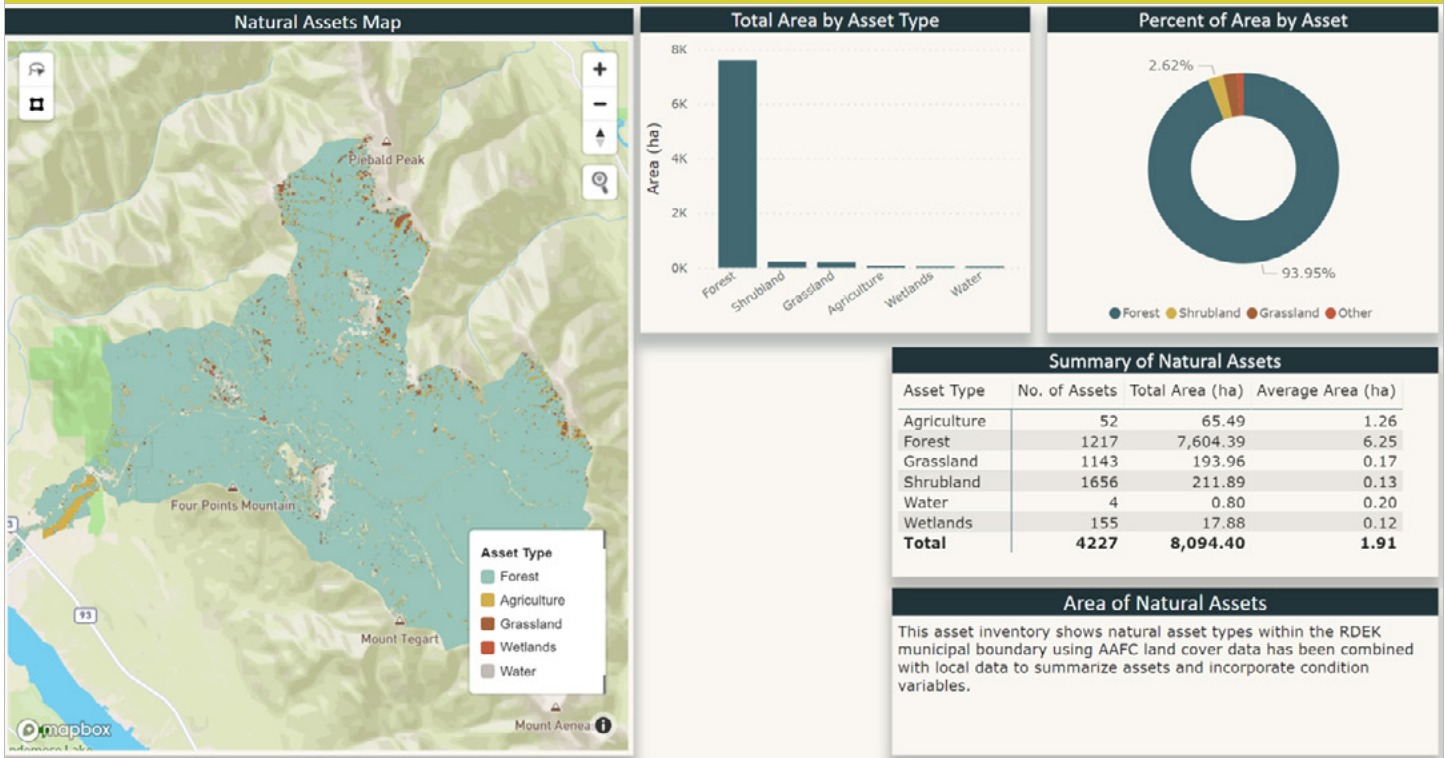 Natural Assets Map
Piebald Peak
Four Points Mountain
93
Mount Tegart
Mount Aenea
mapbox
Asset Type
Forest
Agriculture
Grassland
Wetlands
Water
Total Area by Asset Type
Area (ha)
8K
6K
4K
2K
0K
Forest
Shrubland
Grassland
Agriculture
Wetlands
Water
Percent of Area by Asset
2.62%
93.95%
Forest Shrubland Grassland Other
Summary of Natural Assets
Asset Type No. of Assets Total Area (ha) Average Area (ha)
Agriculture 52 65.49 1.26
Forest 1217 7,604.39 6.25
Grassland 1143 193.96 0.17
Shrubland 1656 211.89 0.13
Water 4 0.80 0.20
Wetlands 155 17.88 0.12
Total 4227 8,094.40 1.91
Area of Natural Assets
This asset inventory shows natural asset types within the RDEK
municipal boundary using AAFC land cover data has been combined
with local data to summarize assets and incorporate condition
variables.